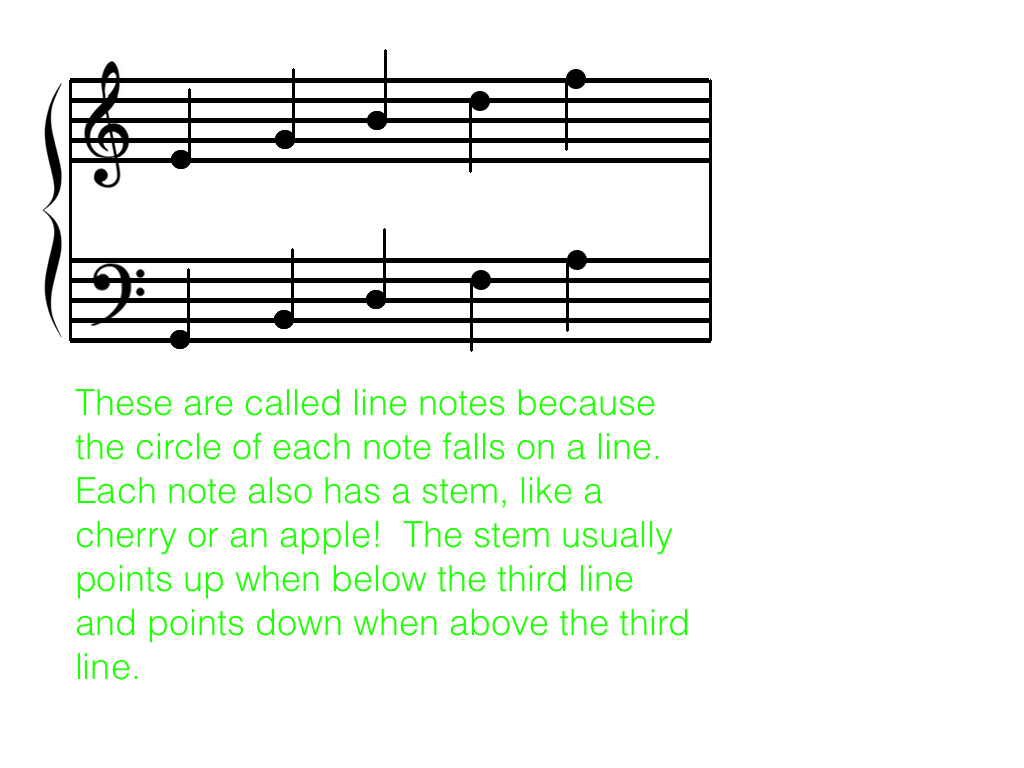 These are called line notes because
the circle of each note falls on a line.
Each note also has a stem, like a
cherry or an apple!  The stem usually
points up when below the third line
and points down when above the third
line.